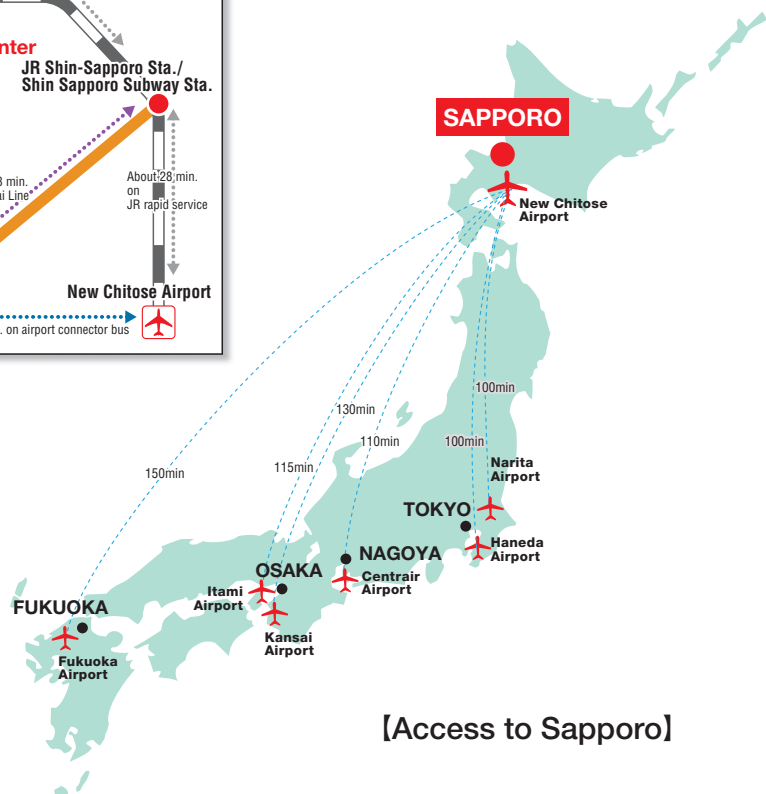 nter
JR Shin-Sapporo Sta./
Shin Sapporo Subway Sta.
min.
Line
About 28 min.
on
JR rapid service
New Chitose Airport
. on airport connector bus
SAPPORO
New Chitose
Airport
100min
130min
110min
100min
115min
150min
Narita
Airport
TOKYO
Haneda
Airport
NAGOYA
Centrair
Airport
OSAKA
Itami
Airport
Kansai
Airport
FUKUOKA
Fukuoka
Airport
【Access to Sapporo】